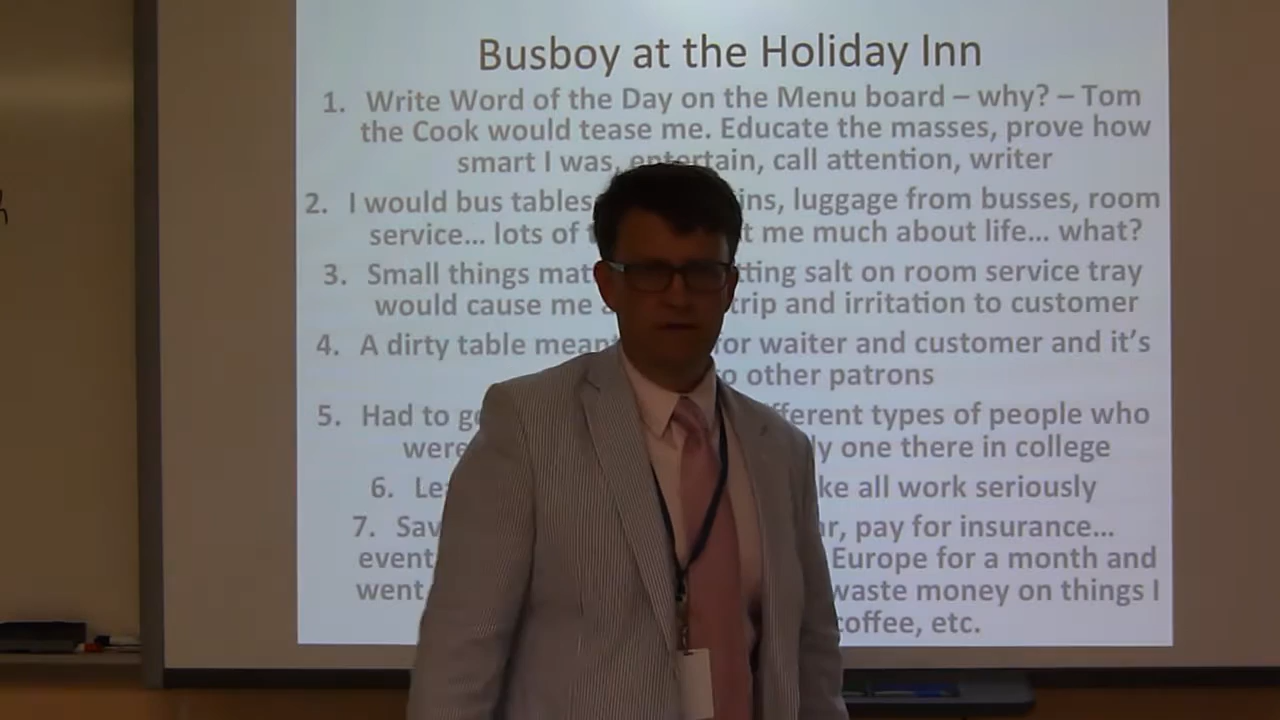 Busboy at the Holiday Inn
1. Write Word of the Day on the Menu board – why? – Tom
the Cook would tease me. Educate the masses, prove how
smart I was, entertain, call attention, writer
2. I would bus tables ins, luggage from busses, room
service... lots of t me much about life... what?
3. Small things mat tting salt on room service tray
would cause me a trip and irritation to customer
4. A dirty table meant for waiter and customer and it's
o other patrons
5. Had to ge fferent types of people who
were ly one there in college
6. Lea ke all work seriously
7. Sav ar, pay for insurance...
event Europe for a month and
went waste money on things I
coffee, etc.